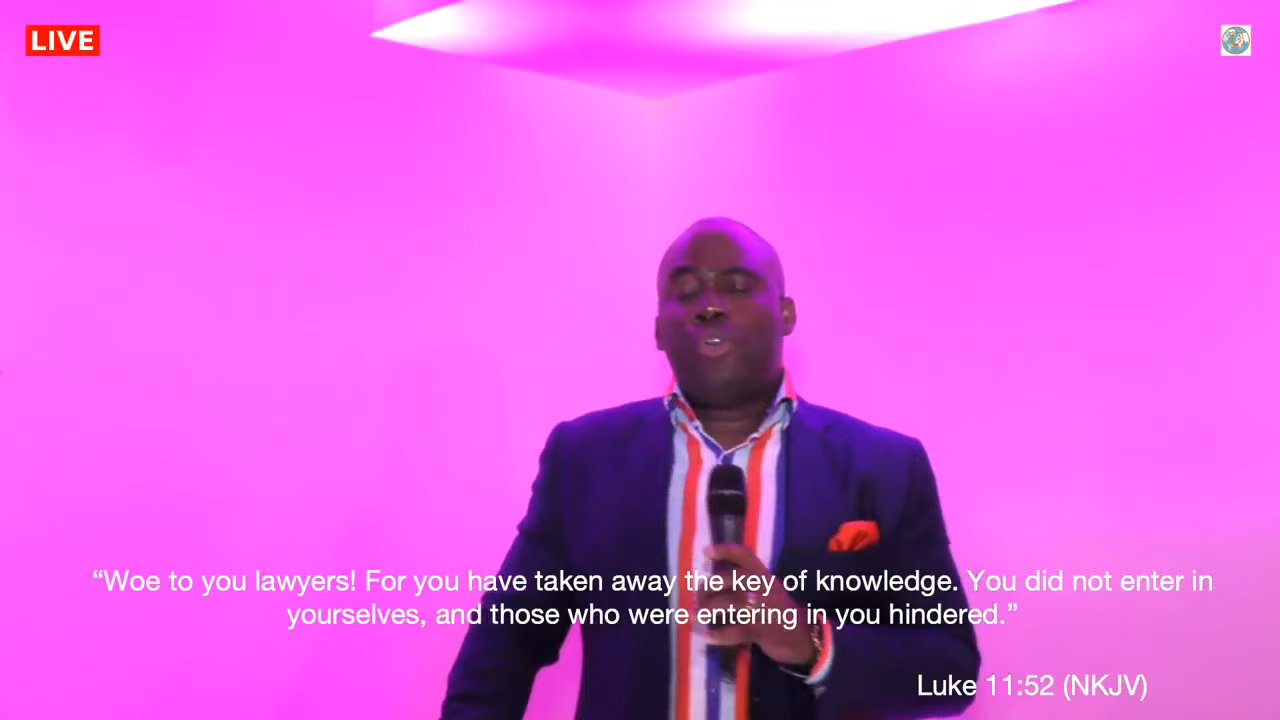 LIVE
“Woe to you lawyers! For you have taken away the key of knowledge. You did not enter in
yourselves, and those who were entering in you hindered.”
Luke 11:52 (NKJV)